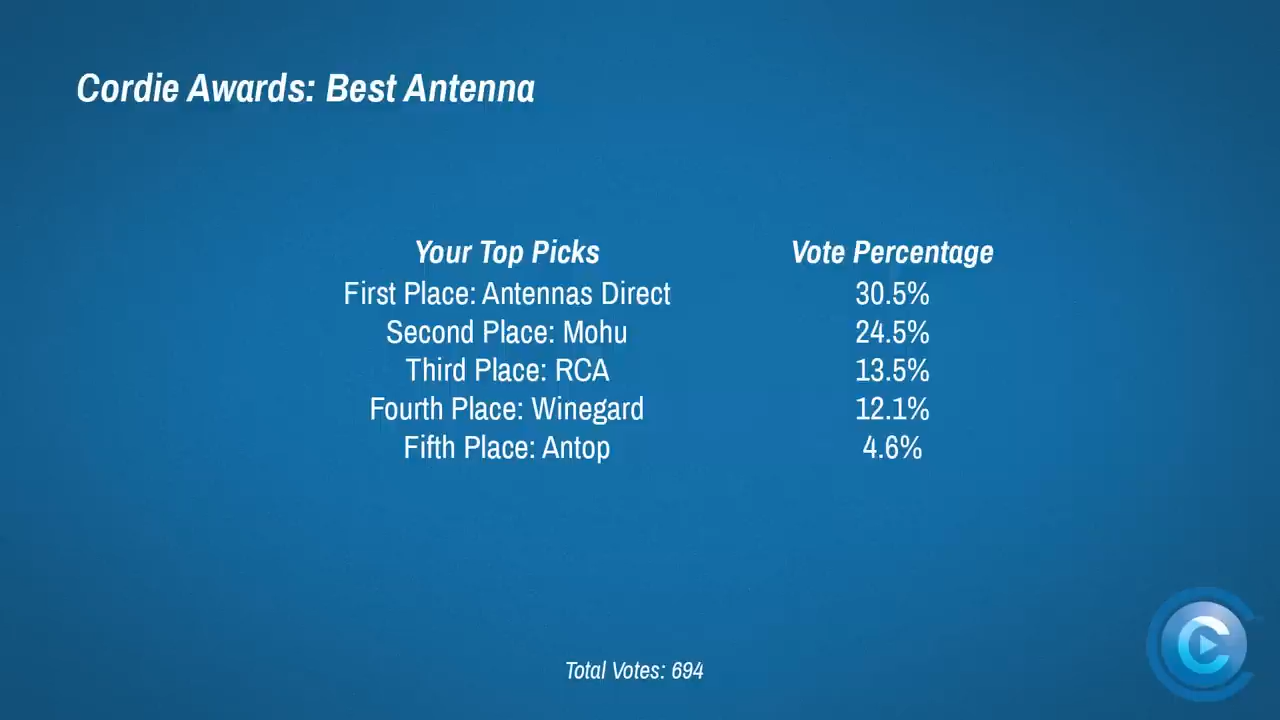 Cordie Awards: Best Antenna
Your Top Picks Vote Percentage
First Place: Antennas Direct 30.5%
Second Place: Mohu 24.5%
Third Place: RCA 13.5%
Fourth Place: Winegard 12.1%
Fifth Place: Antop 4.6%
Total Votes: 694